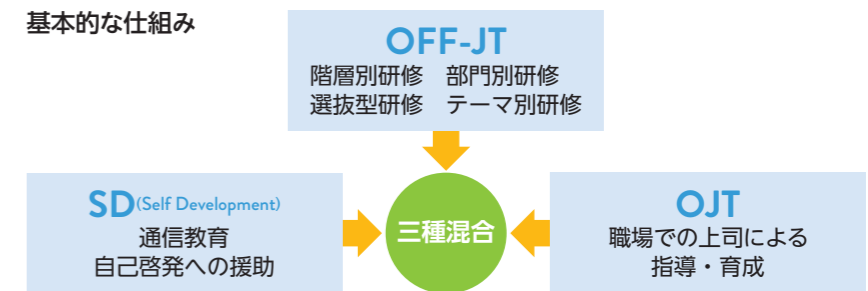 基本的な仕組み
OFF-JT
階層別研修　部門別研修
選抜型研修　テーマ別研修
SD(Self Development)
通信教育
自己啓発への援助
三種混合
OJT
職場での上司による
指導・育成